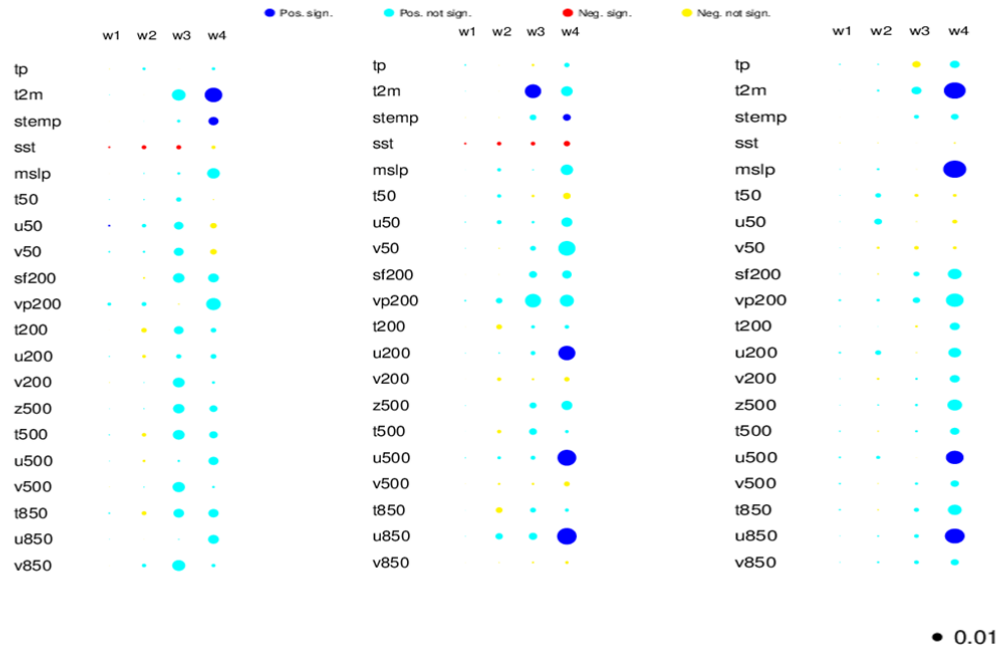 Pos. sign. Pos. not sign. Neg. sign. Neg. not sign.
w1 w2 w3 w4 w1 w2 w3 w4 w1 w2 w3 w4
tp tp tp
t2m t2m t2m
stemp stemp stemp
sst sst sst
mslp mslp mslp
t50 t50 t50
u50 u50 u50
v50 v50 v50
sf200 sf200 sf200
vp200 vp200 vp200
t200 t200 t200
u200 u200 u200
v200 v200 v200
z500 z500 z500
t500 t500 t500
u500 u500 u500
v500 v500 v500
t850 t850 t850
u850 u850 u850
v850 v850 v850
0.01